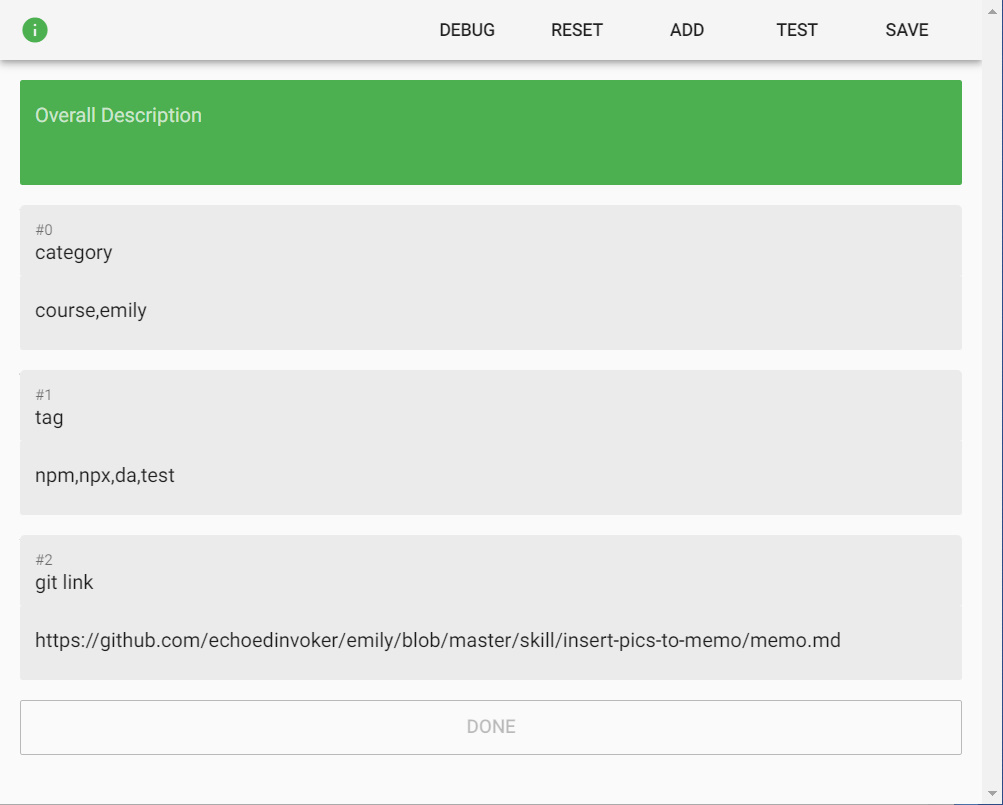 i
DEBUG RESET ADD TEST SAVE
Overall Description
#0
category
course,emily
#1
tag
npm,npx,da,test
#2
git link
https://github.com/echoedinvoker/emily/blob/master/skill/insert-pics-to-memo/memo.md
DONE